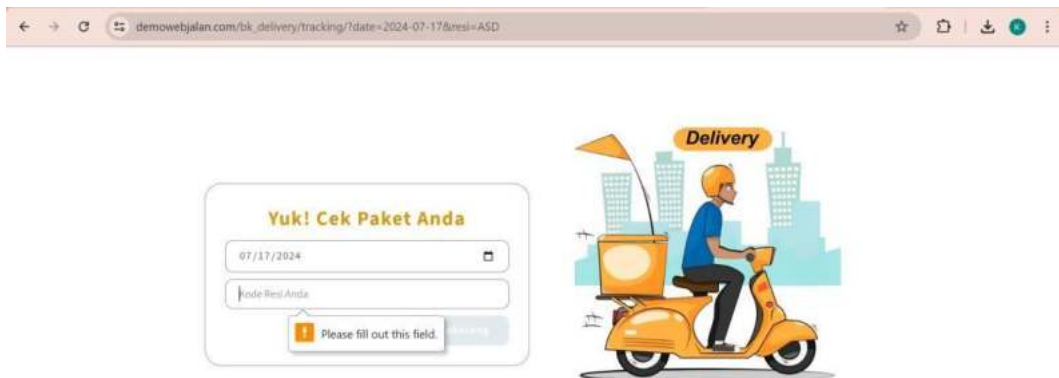 demowebjalan.com/bk_delivery/tracking/?date=2024-07-17&resi=ASD
K
Delivery
Yuk! Cek Paket Anda
07/17/2024
Kode Resi Anda
Please fill out this field.